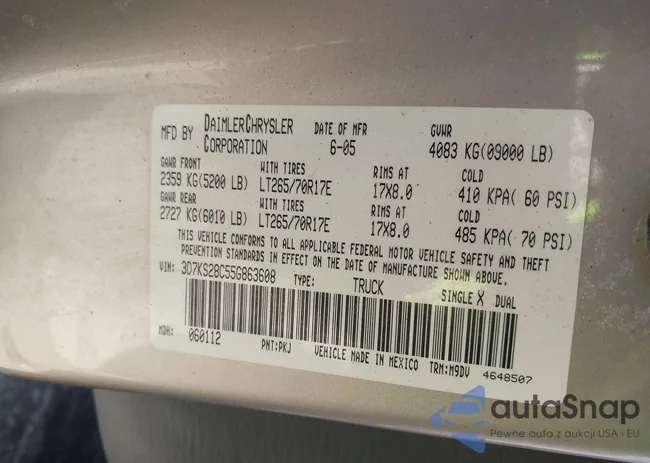 MFD BY DAIMLERCHRYSLER CORPORATION DATE OF MFR 6-05 GVWR 4083 KG(09000 LB)
GAWR FRONT WITH TIRES RIMS AT COLD
2359 KG(5200 LB) LT265/70R17E 17X8.0 410 KPA( 60 PSI)
GAWR REAR WITH TIRES RIMS AT COLD
2727 KG(6010 LB) LT265/70R17E 17X8.0 485 KPA( 70 PSI)
THIS VEHICLE CONFORMS TO ALL APPLICABLE FEDERAL MOTOR VEHICLE SAFETY AND THEFT
PREVENTION STANDARDS IN EFFECT ON THE DATE OF MANUFACTURE SHOWN ABOVE.
VIN: 3D7KS28C55G863608 TYPE: TRUCK SINGLE X DUAL
MDH: 060112 PNT:PKJ VEHICLE MADE IN MEXICO TRM:M9DV 4648507
autaSnap
Pewne auta z aukcji USA i EU